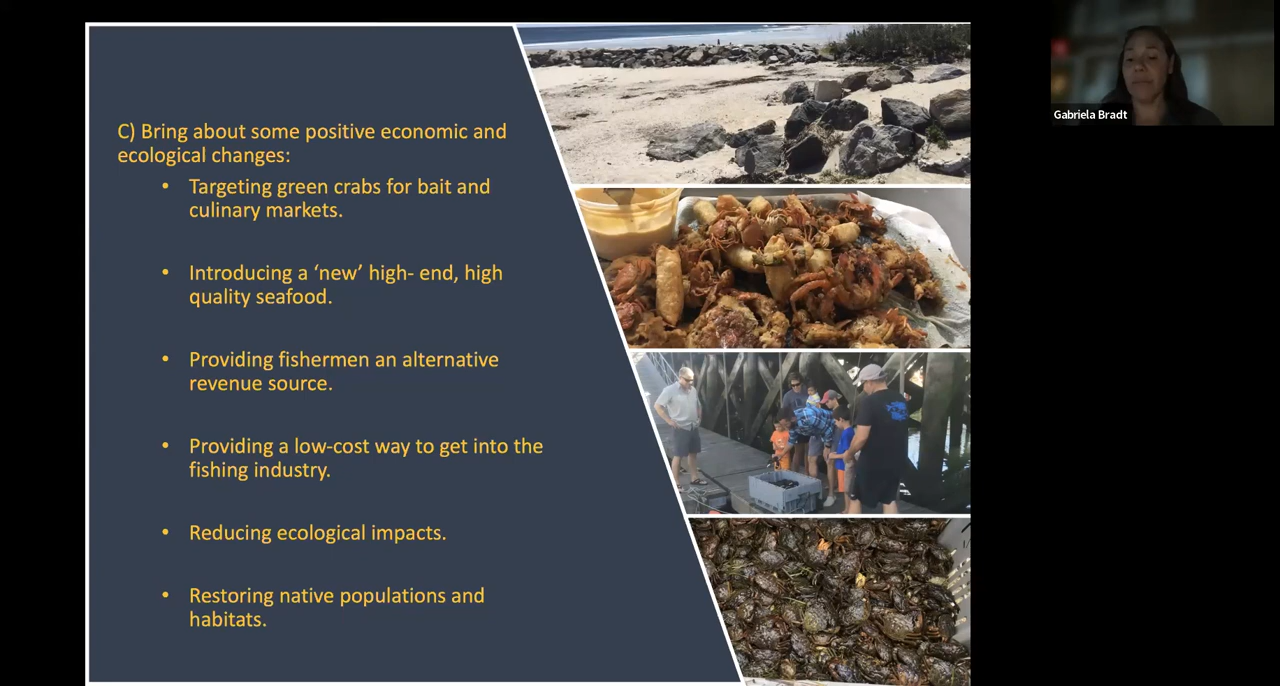 C) Bring about some positive economic and
ecological changes:
• Targeting green crabs for bait and
culinary markets.
• Introducing a ‘new’ high- end, high
quality seafood.
• Providing fishermen an alternative
revenue source.
• Providing a low-cost way to get into the
fishing industry.
• Reducing ecological impacts.
• Restoring native populations and
habitats.
Gabriela Bradt